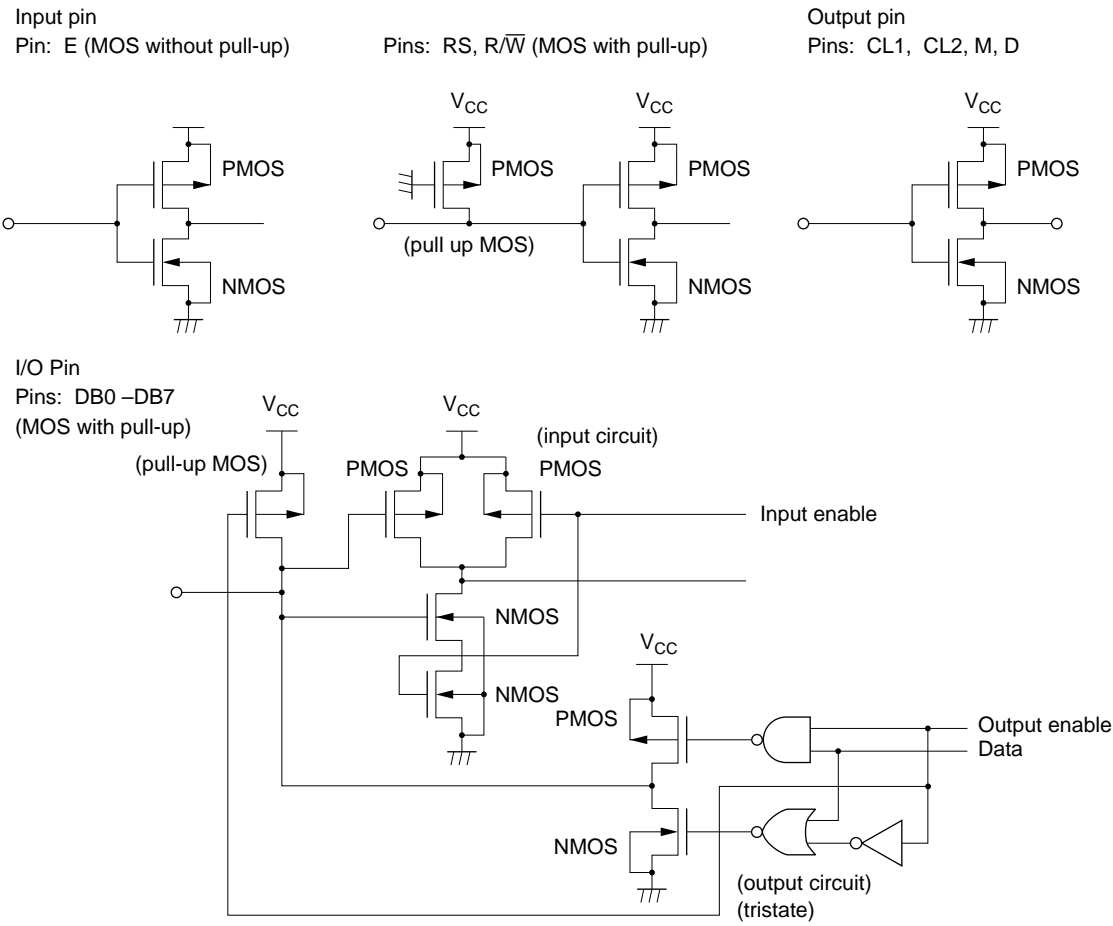 Input pin
Pin: E (MOS without pull-up)
Pins: RS, R/W̅ (MOS with pull-up)
Output pin
Pins: CL1, CL2, M, D
VCC
VCC
VCC
PMOS
PMOS
PMOS
PMOS
(pull up MOS)
NMOS
NMOS
NMOS
I/O Pin
Pins: DB0 –DB7
(MOS with pull-up)
VCC
VCC
(pull-up MOS)
(input circuit)
PMOS
PMOS
Input enable
NMOS
NMOS
VCC
PMOS
Output enable
Data
NMOS
(output circuit)
(tristate)